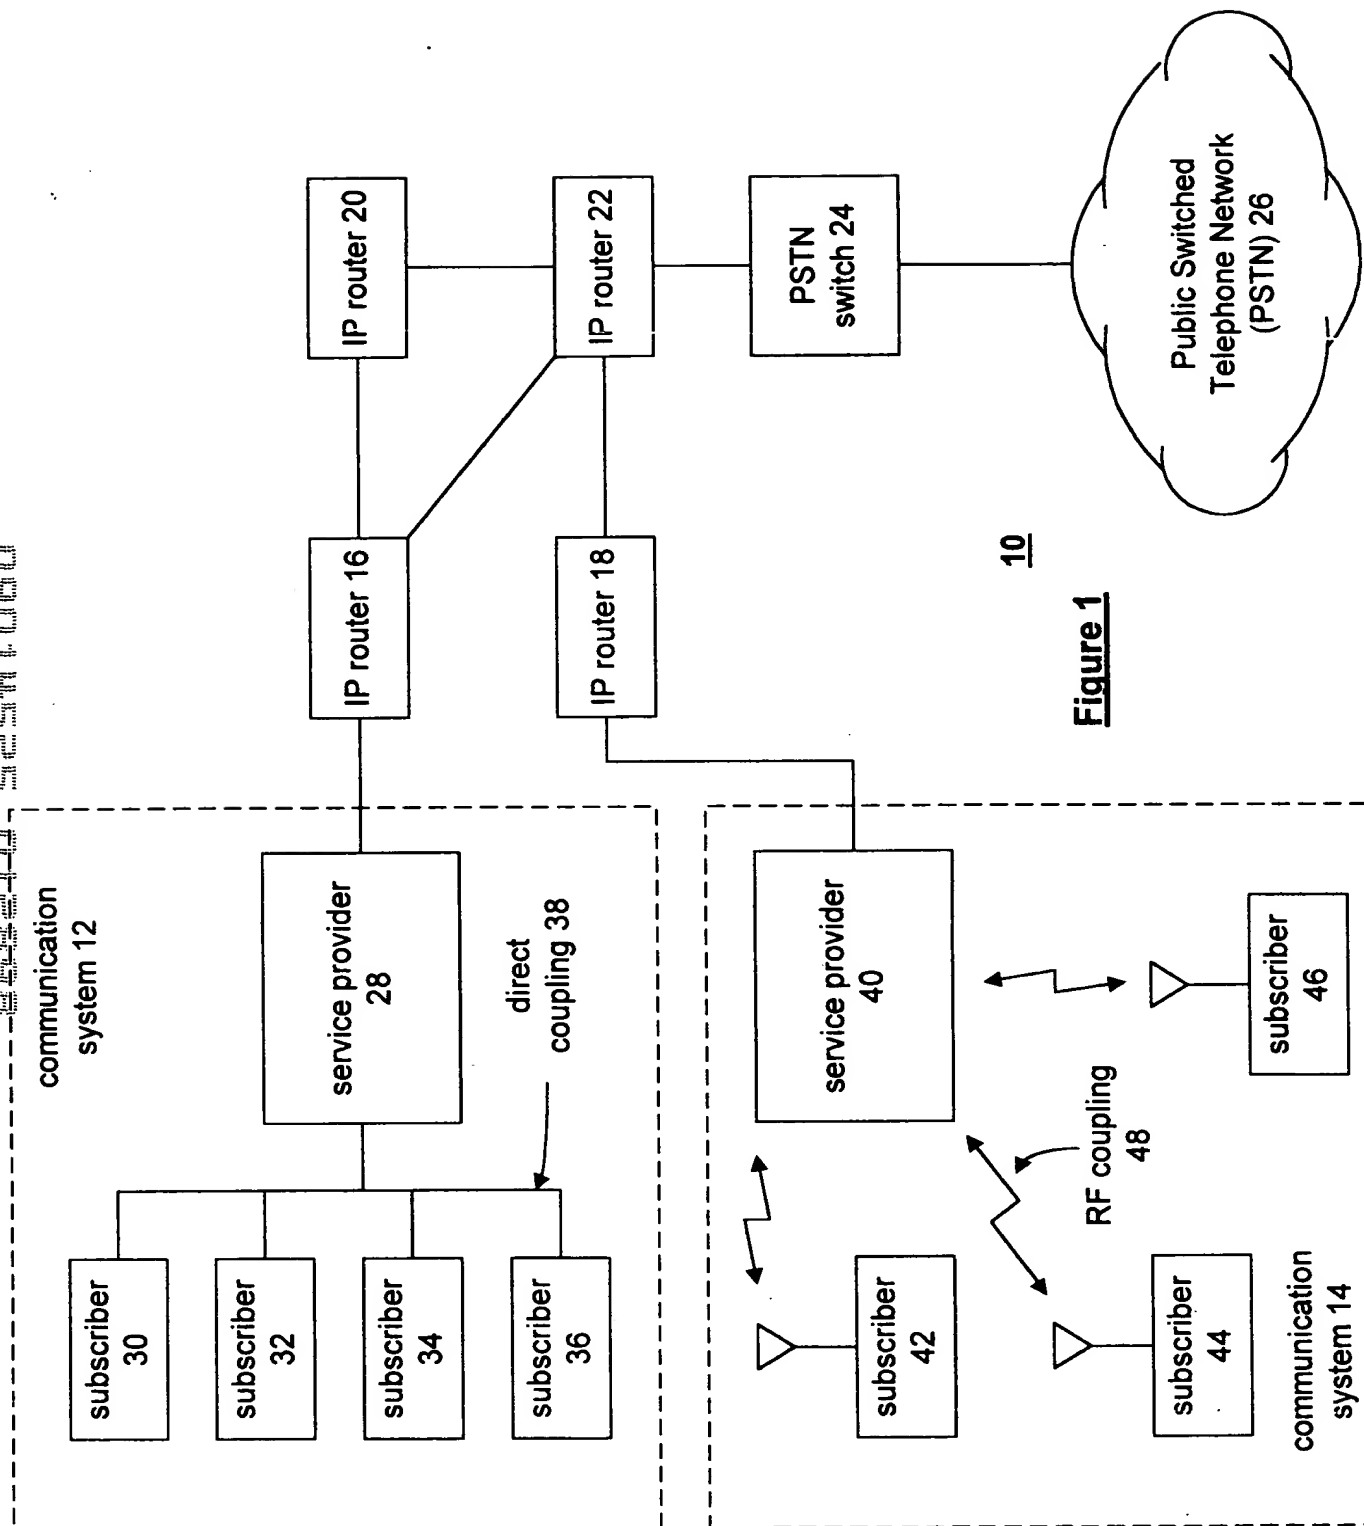 communication
system 12
service provider
28
direct
coupling 38
subscriber
30
subscriber
32
subscriber
34
subscriber
36
IP router 16
IP router 20
IP router 18
IP router 22
PSTN
switch 24
Public Switched
Telephone Network
(PSTN) 26
service provider
40
subscriber
42
subscriber
44
subscriber
46
RF coupling
48
communication
system 14
10
Figure 1